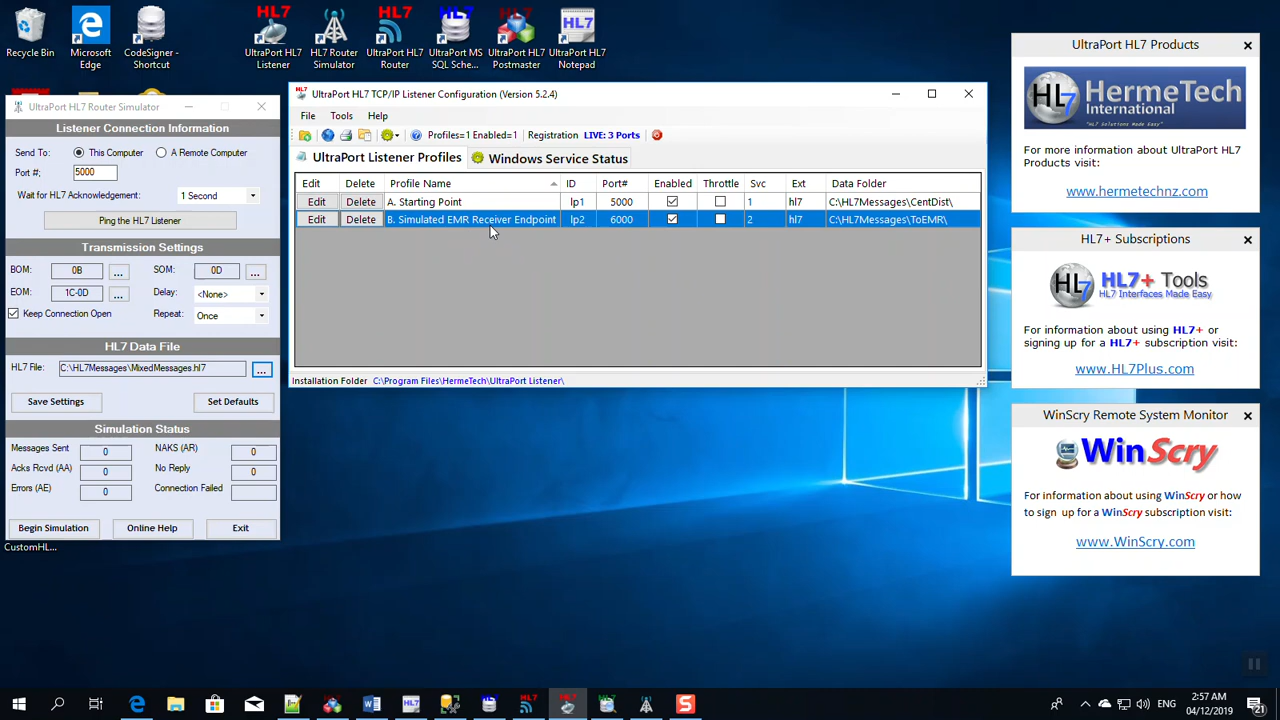 Recycle Bin
Microsoft Edge
CodeSigner - Shortcut
UltraPort HL7 Listener
HL7 Router Simulator
UltraPort HL7 Router
UltraPort MS SQL Sche...
UltraPort HL7 Postmaster
UltraPort HL7 Notepad
UltraPort HL7 Router Simulator
Listener Connection Information
Send To: This Computer A Remote Computer
Port #: 5000
Wait for HL7 Acknowledgement: 1 Second
Ping the HL7 Listener
Transmission Settings
BOM: 0B ... SOM: 0D ...
EOM: 1C-0D ... Delay: <None>
Keep Connection Open Repeat: Once
HL7 Data File
HL7 File: C:\HL7Messages\MixedMessages.hl7 ...
Save Settings Set Defaults
Simulation Status
Messages Sent 0 NAKS (AR) 0
Acks Rcvd (AA) 0 No Reply 0
Errors (AE) 0 Connection Failed
Begin Simulation Online Help Exit
CustomHL...
UltraPort HL7 TCP/IP Listener Configuration (Version 5.2.4)
File Tools Help
Profiles=1 Enabled=1 Registration LIVE: 3 Ports
UltraPort Listener Profiles Windows Service Status
Edit Delete Profile Name ID Port# Enabled Throttle Svc Ext Data Folder
Edit Delete A. Starting Point lp1 5000 1 hl7 C:\HL7Messages\CentDist\
Edit Delete B. Simulated EMR Receiver Endpoint lp2 6000 2 hl7 C:\HL7Messages\ToEMR\
Installation Folder C:\Program Files\HermeTech\UltraPort Listener\
UltraPort HL7 Products
HL7 HERMETECH INTERNATIONAL
"HL7 Solutions Made Easy"
For more information about UltraPort HL7
Products visit:
www.hermetechnz.com
HL7+ Subscriptions
HL7 HL7+ Tools
HL7 Interfaces Made Easy
For information about using HL7+ or
signing up for a HL7+ subscription visit:
www.HL7Plus.com
WinScry Remote System Monitor
WinScry
For information about using WinScry or how
to sign up for a WinScry subscription visit:
www.WinScry.com
ENG
2:57 AM
04/12/2019
21